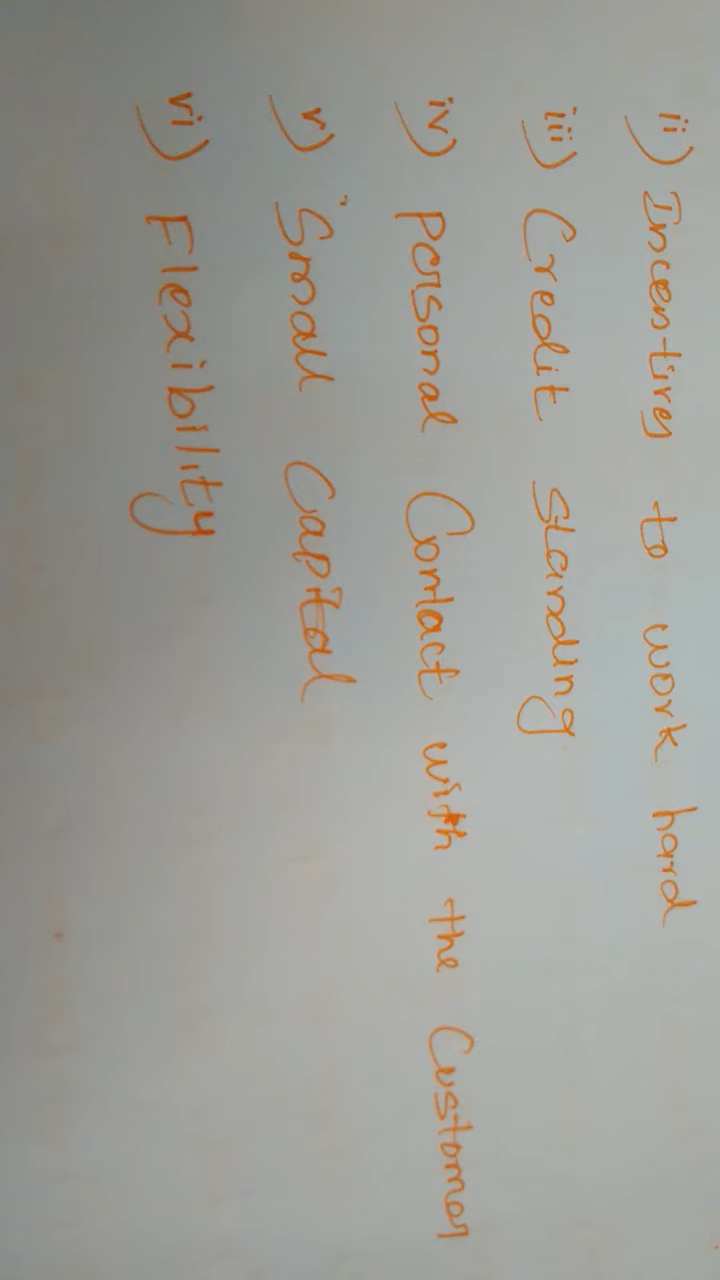 ii) Incentives to work hard
iii) Credit standing
iv) personal Contact with the Customer
v) Small Capital
vi) Flexibility